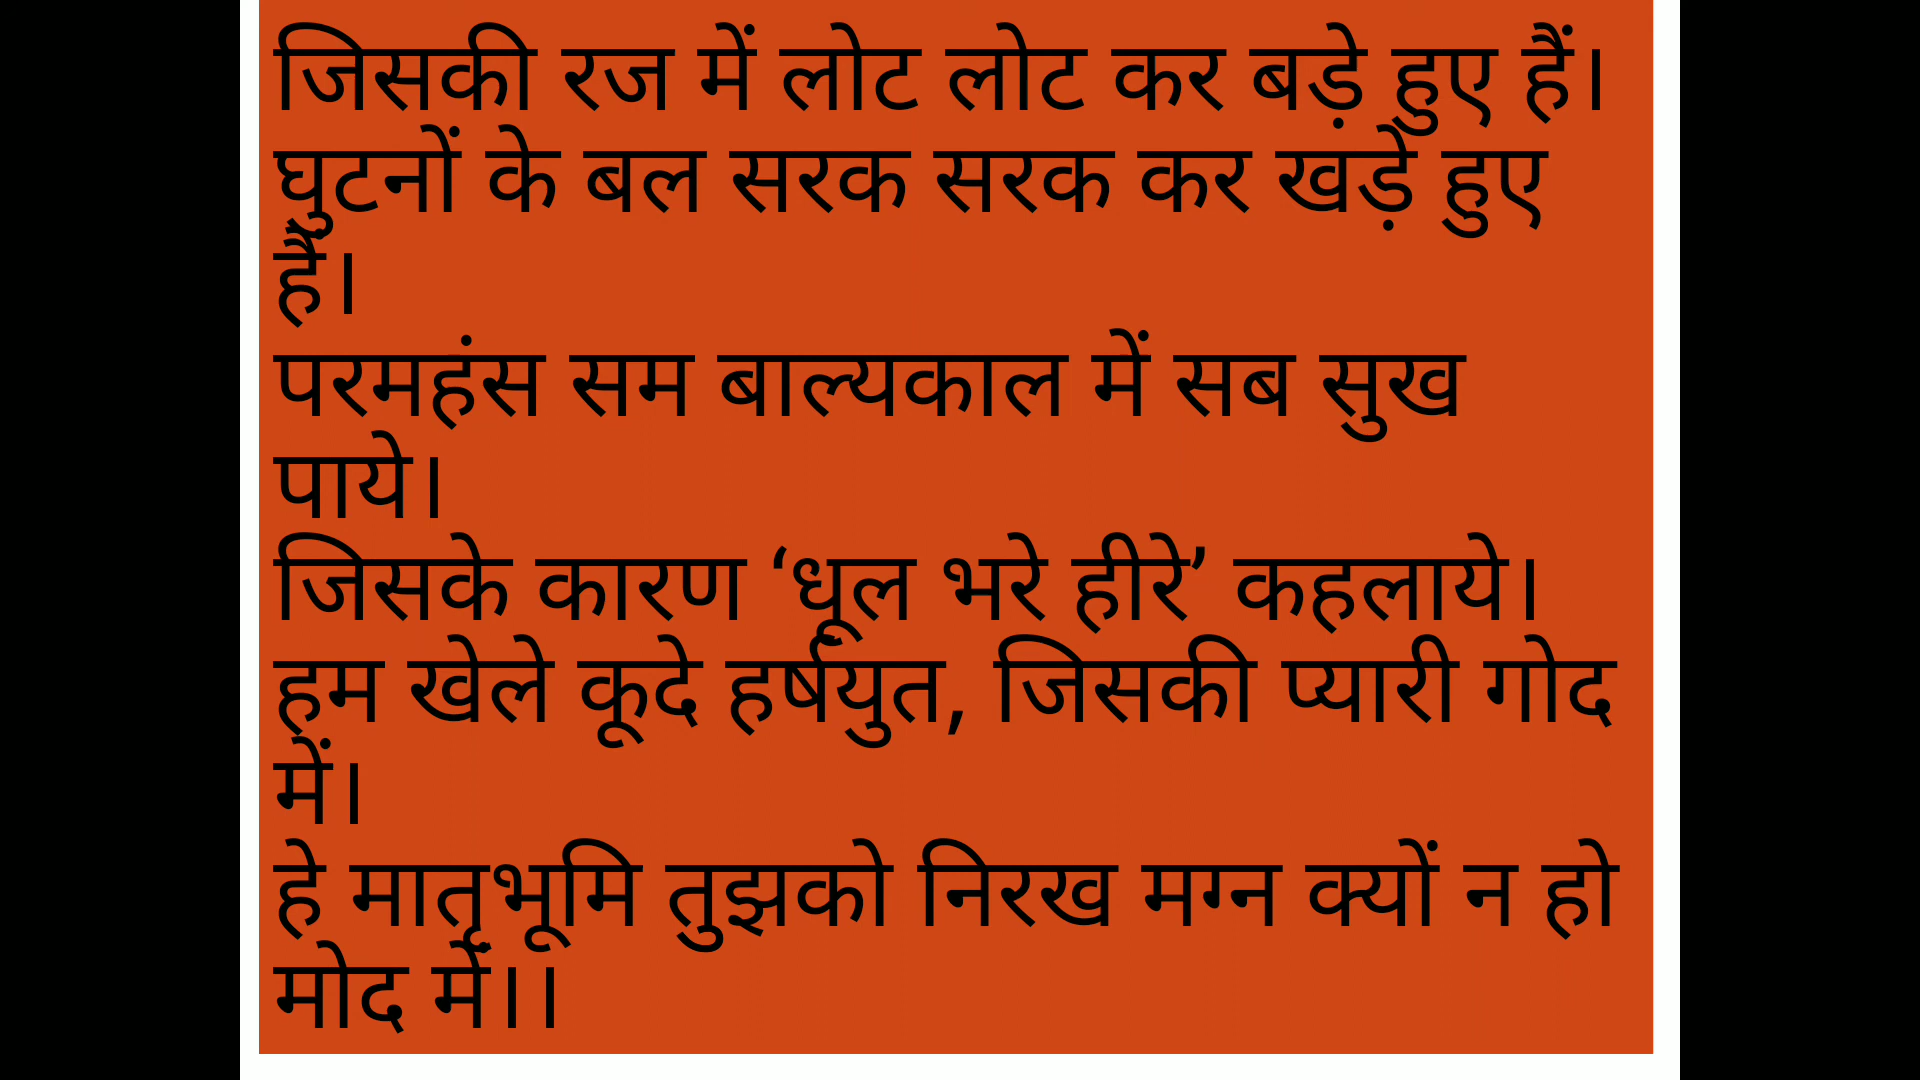 जिसकी रज में लोट लोट कर बड़े हुए हैं।
घुटनों के बल सरक सरक कर खड़े हुए
हैं।
परमहंस सम बाल्यकाल में सब सुख
पाये।
जिसके कारण ‘धूल भरे हीरे’ कहलाये।
हम खेले कूदे हर्षयुत, जिसकी प्यारी गोद
में।
हे मातृभूमि तुझको निरख मग्न क्यों न हो
मोद में।।